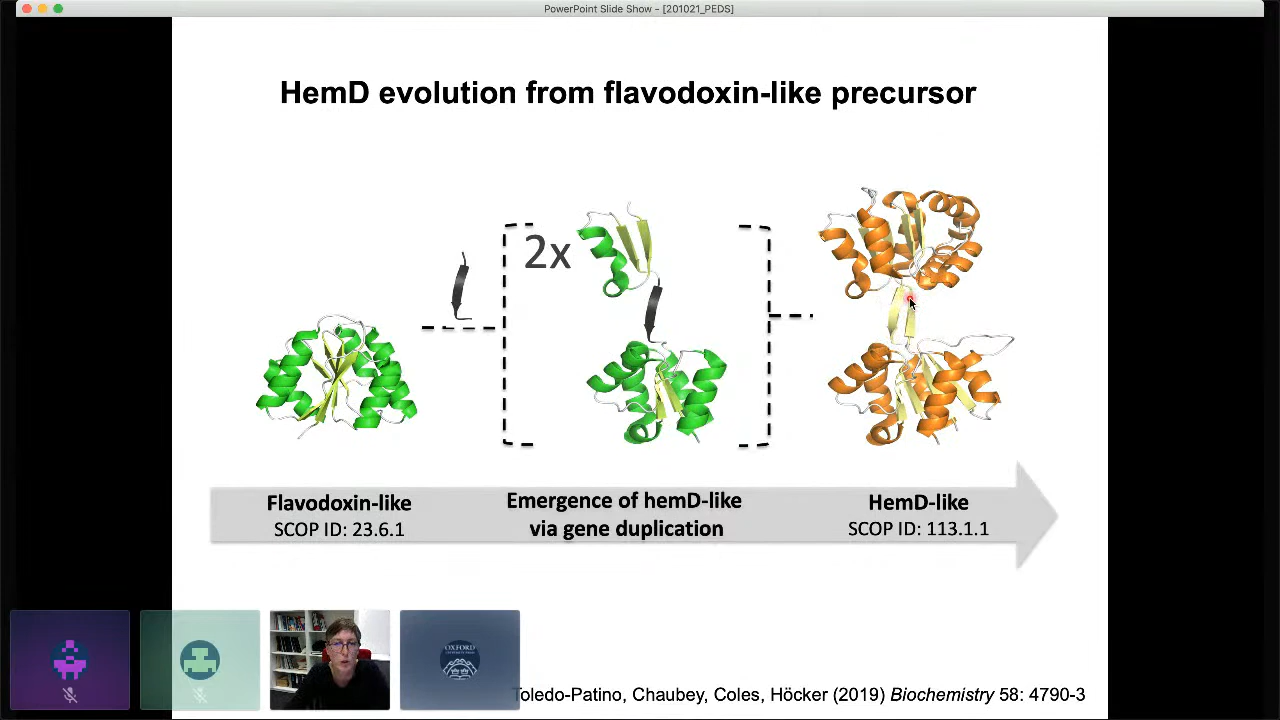 PowerPoint Slide Show - [201021_PEDS]
HemD evolution from flavodoxin-like precursor
2x
Flavodoxin-like
SCOP ID: 23.6.1
Emergence of hemD-like
via gene duplication
HemD-like
SCOP ID: 113.1.1
OXFORD
Toledo-Patino, Chaubey, Coles, Höcker (2019) Biochemistry 58: 4790-3